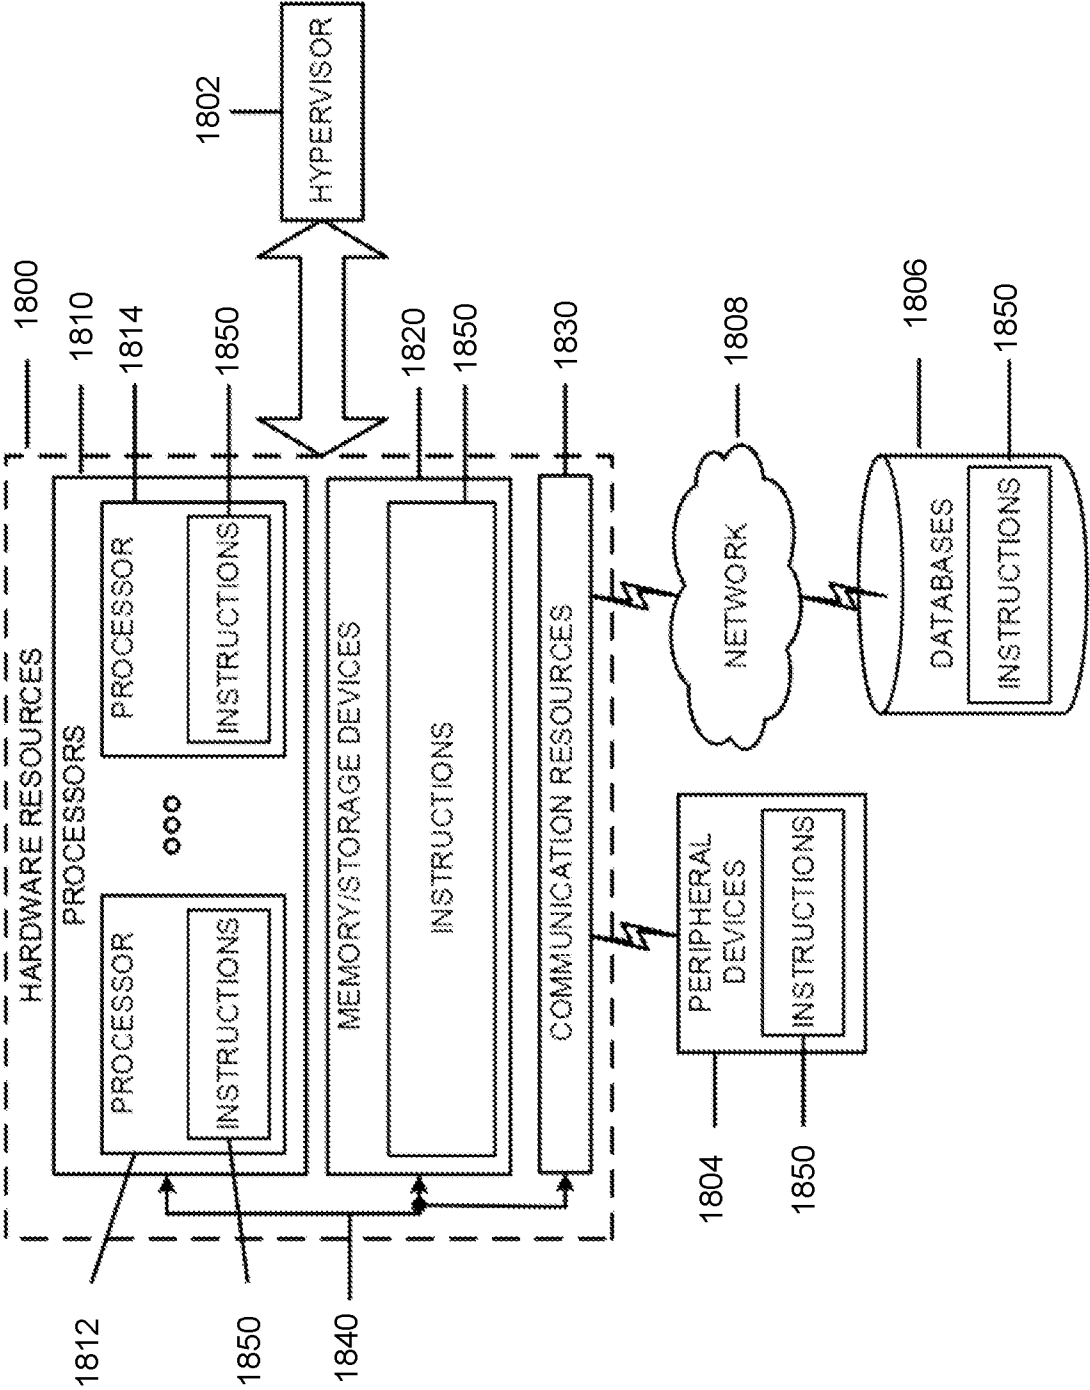 HARDWARE RESOURCES
1800
PROCESSORS
1810
1812
PROCESSOR
INSTRUCTIONS
1850
PROCESSOR
1814
INSTRUCTIONS
1850
1802
HYPERVISOR
MEMORY/STORAGE DEVICES
1820
INSTRUCTIONS
1850
1840
COMMUNICATION RESOURCES
1830
1804
PERIPHERAL
DEVICES
INSTRUCTIONS
1850
NETWORK
1808
DATABASES
1806
INSTRUCTIONS
1850